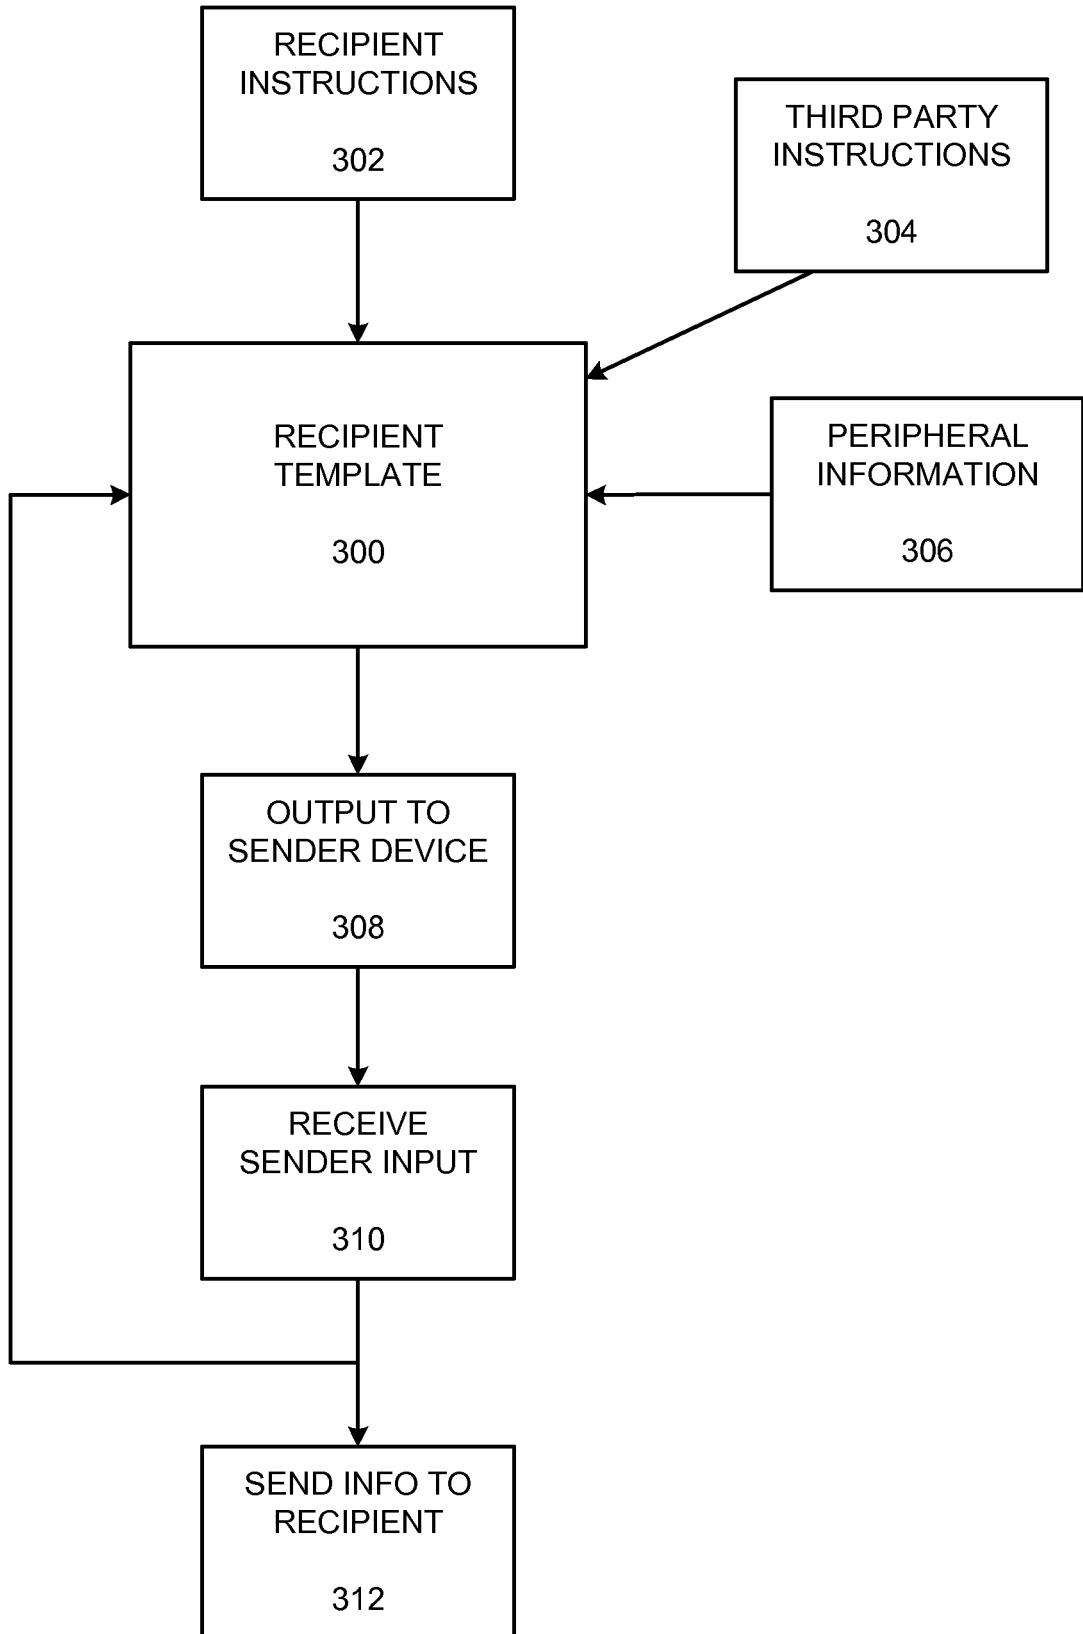 RECIPIENT
INSTRUCTIONS
302
THIRD PARTY
INSTRUCTIONS
304
RECIPIENT
TEMPLATE
300
PERIPHERAL
INFORMATION
306
OUTPUT TO
SENDER DEVICE
308
RECEIVE
SENDER INPUT
310
SEND INFO TO
RECIPIENT
312